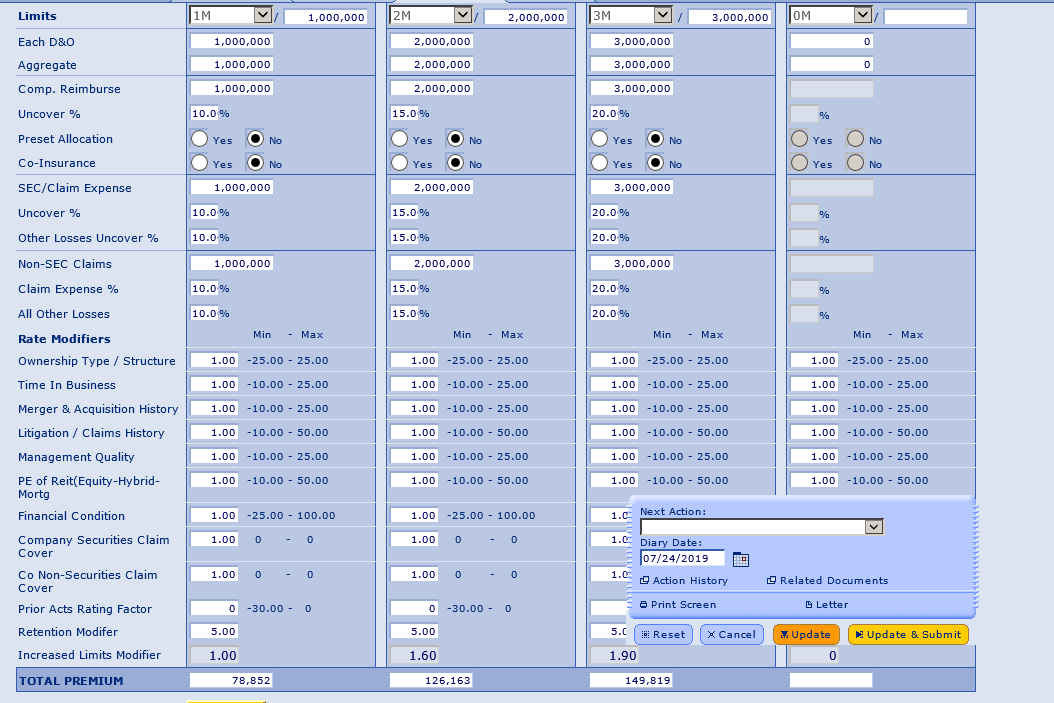 Limits 1M / 1,000,000 2M / 2,000,000 3M / 3,000,000 0M /
Each D&O 1,000,000 2,000,000 3,000,000 0
Aggregate 1,000,000 2,000,000 3,000,000 0
Comp. Reimburse 1,000,000 2,000,000 3,000,000
Uncover % 10.0 % 15.0 % 20.0 % %
Preset Allocation Yes No Yes No Yes No Yes No
Co-Insurance Yes No Yes No Yes No Yes No
SEC/Claim Expense 1,000,000 2,000,000 3,000,000
Uncover % 10.0 % 15.0 % 20.0 % %
Other Losses Uncover % 10.0 % 15.0 % 20.0 % %
Non-SEC Claims 1,000,000 2,000,000 3,000,000
Claim Expense % 10.0 % 15.0 % 20.0 % %
All Other Losses 10.0 % 15.0 % 20.0 % %
Rate Modifiers Min - Max Min - Max Min - Max Min - Max
Ownership Type / Structure 1.00 -25.00 - 25.00 1.00 -25.00 - 25.00 1.00 -25.00 - 25.00 1.00 -25.00 - 25.00
Time In Business 1.00 -10.00 - 25.00 1.00 -10.00 - 25.00 1.00 -10.00 - 25.00 1.00 -10.00 - 25.00
Merger & Acquisition History 1.00 -10.00 - 25.00 1.00 -10.00 - 25.00 1.00 -10.00 - 25.00 1.00 -10.00 - 25.00
Litigation / Claims History 1.00 -10.00 - 50.00 1.00 -10.00 - 50.00 1.00 -10.00 - 50.00 1.00 -10.00 - 50.00
Management Quality 1.00 -10.00 - 25.00 1.00 -10.00 - 25.00 1.00 -10.00 - 25.00 1.00 -10.00 - 25.00
PE of Reit(Equity-Hybrid- 1.00 -10.00 - 50.00 1.00 -10.00 - 50.00 1.00 -10.00 - 50.00 1.00 -10.00 - 50.00
Mortg
Financial Condition 1.00 -25.00 - 100.00 1.00 -25.00 - 100.00 1.0
Company Securities Claim 1.00 0 - 0 1.00 0 - 0 1.0
Cover
Co Non-Securities Claim 1.00 0 - 0 1.00 0 - 0 1.0
Cover
Prior Acts Rating Factor 0 -30.00 - 0 0 -30.00 - 0
Retention Modifer 5.00 5.00 5.0
Increased Limits Modifier 1.00 1.60 1.90 0
TOTAL PREMIUM 78,852 126,163 149,819
Next Action:
Diary Date:
07/24/2019
Action History Related Documents
Print Screen Letter
Reset Cancel Update Update & Submit